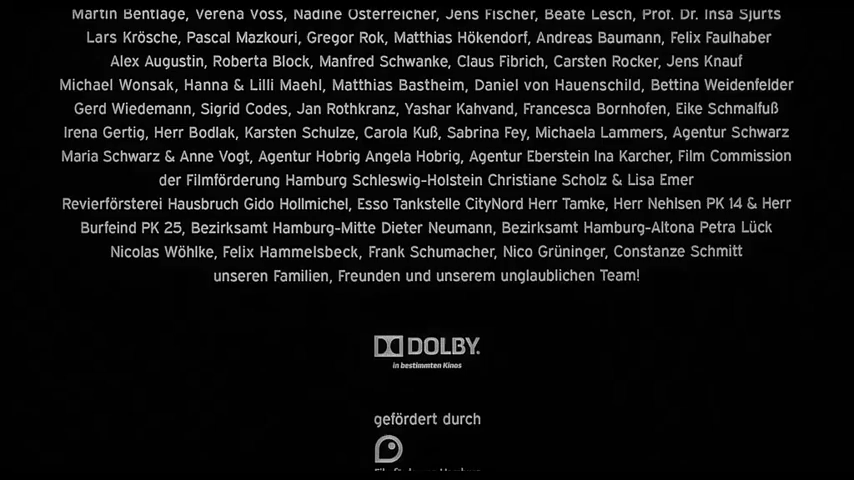 Martin Bentlage, Verena Voss, Nadine Österreicher, Jens Fischer, Beate Lesch, Prof. Dr. Insa Sjurts
Lars Krösche, Pascal Mazkouri, Gregor Rok, Matthias Hökendorf, Andreas Baumann, Felix Faulhaber
Alex Augustin, Roberta Block, Manfred Schwanke, Claus Fibrich, Carsten Rocker, Jens Knauf
Michael Wonsak, Hanna & Lilli Maehl, Matthias Bastheim, Daniel von Hauenschild, Bettina Weidenfelder
Gerd Wiedemann, Sigrid Codes, Jan Rothkranz, Yashar Kahvand, Francesca Bornhofen, Eike Schmalfuß
Irena Gertig, Herr Bodlak, Karsten Schulze, Carola Kuß, Sabrina Fey, Michaela Lammers, Agentur Schwarz
Maria Schwarz & Anne Vogt, Agentur Hobrig Angela Hobrig, Agentur Eberstein Ina Karcher, Film Commission
der Filmförderung Hamburg Schleswig-Holstein Christiane Scholz & Lisa Emer
Revierförsterei Hausbruch Gido Hollmichel, Esso Tankstelle CityNord Herr Tamke, Herr Nehlsen PK 14 & Herr
Burfeind PK 25, Bezirksamt Hamburg-Mitte Dieter Neumann, Bezirksamt Hamburg-Altona Petra Lück
Nicolas Wöhlke, Felix Hammelsbeck, Frank Schumacher, Nico Grüninger, Constanze Schmitt
unseren Familien, Freunden und unserem unglaublichen Team!
DOLBY.
in bestimmten Kinos
gefördert durch